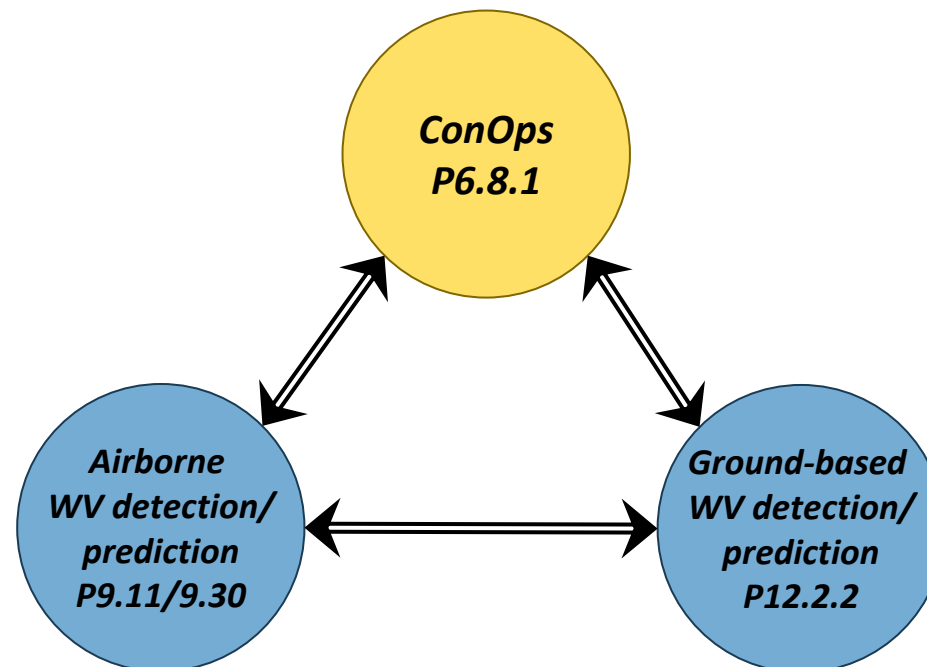 ConOps
P6.8.1
Airborne
WV detection/
prediction
P9.11/9.30
Ground-based
WV detection/
prediction
P12.2.2